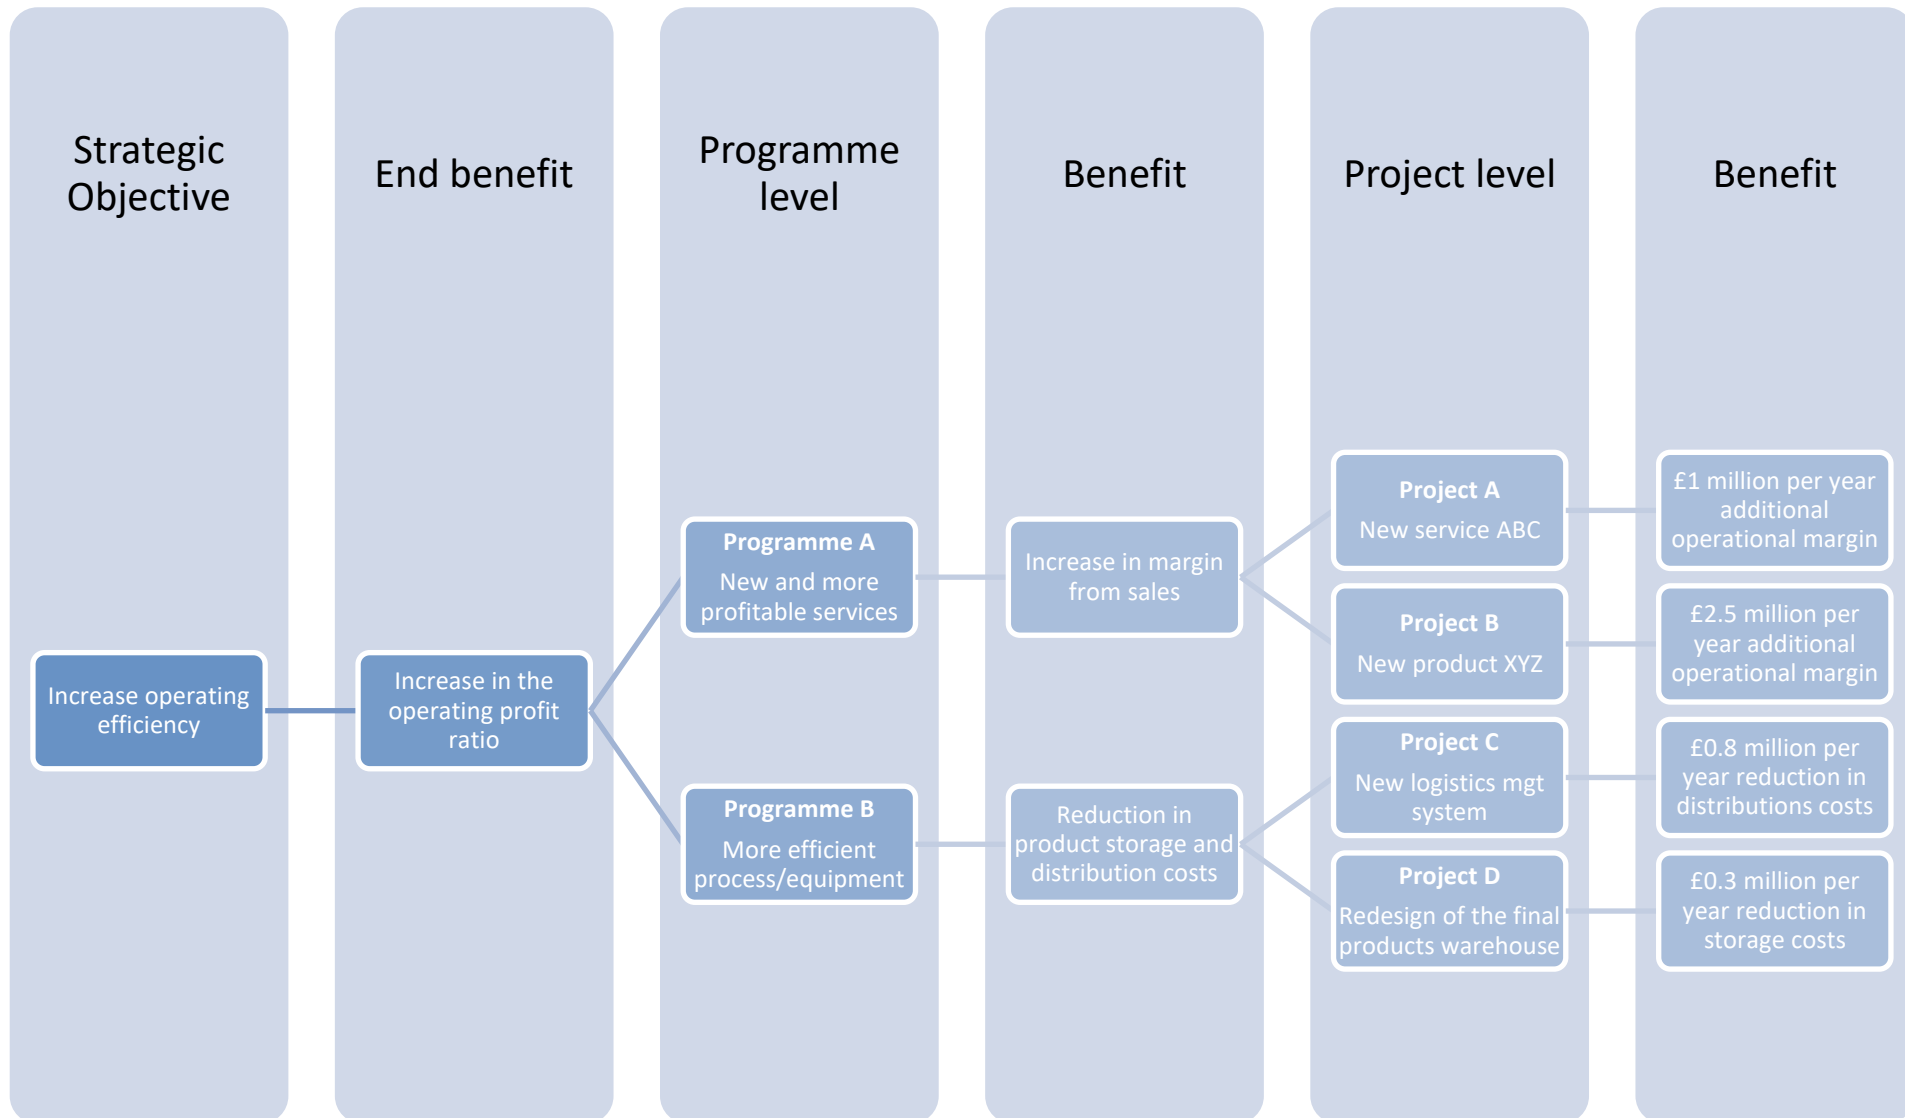 Strategic
Objective
End benefit
Programme
level
Benefit
Project level
Benefit
Increase operating
efficiency
Increase in the
operating profit
ratio
Programme A
New and more
profitable services
Increase in margin
from sales
Project A
New service ABC
£1 million per year
additional
operational margin
Project B
New product XYZ
£2.5 million per
year additional
operational margin
Programme B
More efficient
process/equipment
Reduction in
product storage and
distribution costs
Project C
New logistics mgt
system
£0.8 million per
year reduction in
distributions costs
Project D
Redesign of the final
products warehouse
£0.3 million per
year reduction in
storage costs